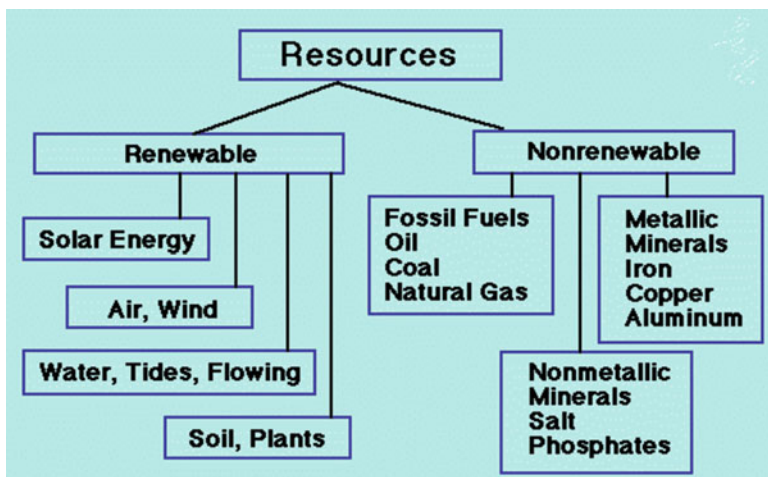 Resources
Renewable
Solar Energy
Air, Wind
Water, Tides, Flowing
Soil, Plants
Nonrenewable
Fossil Fuels
Oil
Coal
Natural Gas
Nonmetallic
Minerals
Salt
Phosphates
Metallic
Minerals
Iron
Copper
Aluminum